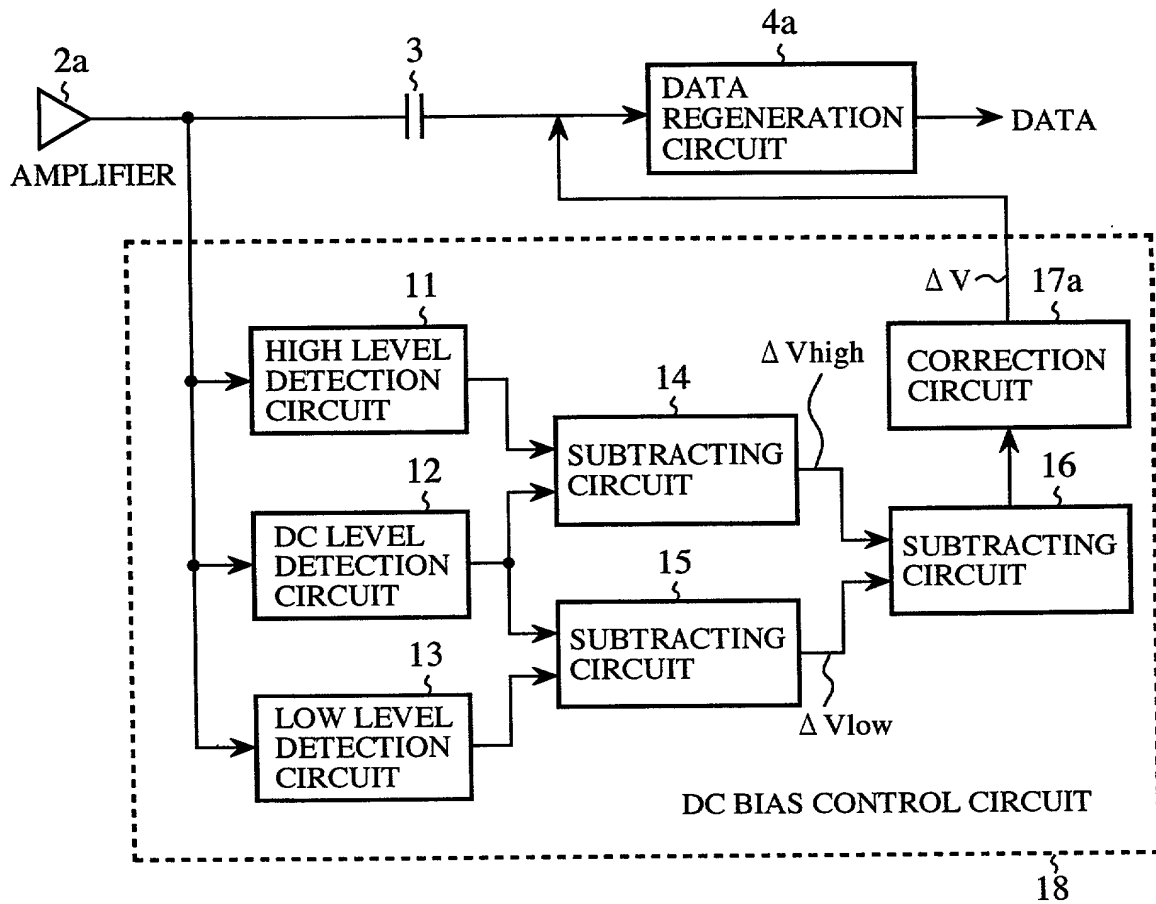 2a
3
4a
AMPLIFIER
DATA
REGENERATION
CIRCUIT
DATA
ΔV
17a
CORRECTION
CIRCUIT
11
HIGH LEVEL
DETECTION
CIRCUIT
ΔVhigh
14
SUBTRACTING
CIRCUIT
12
DC LEVEL
DETECTION
CIRCUIT
16
SUBTRACTING
CIRCUIT
15
SUBTRACTING
CIRCUIT
13
LOW LEVEL
DETECTION
CIRCUIT
ΔVlow
DC BIAS CONTROL CIRCUIT
18